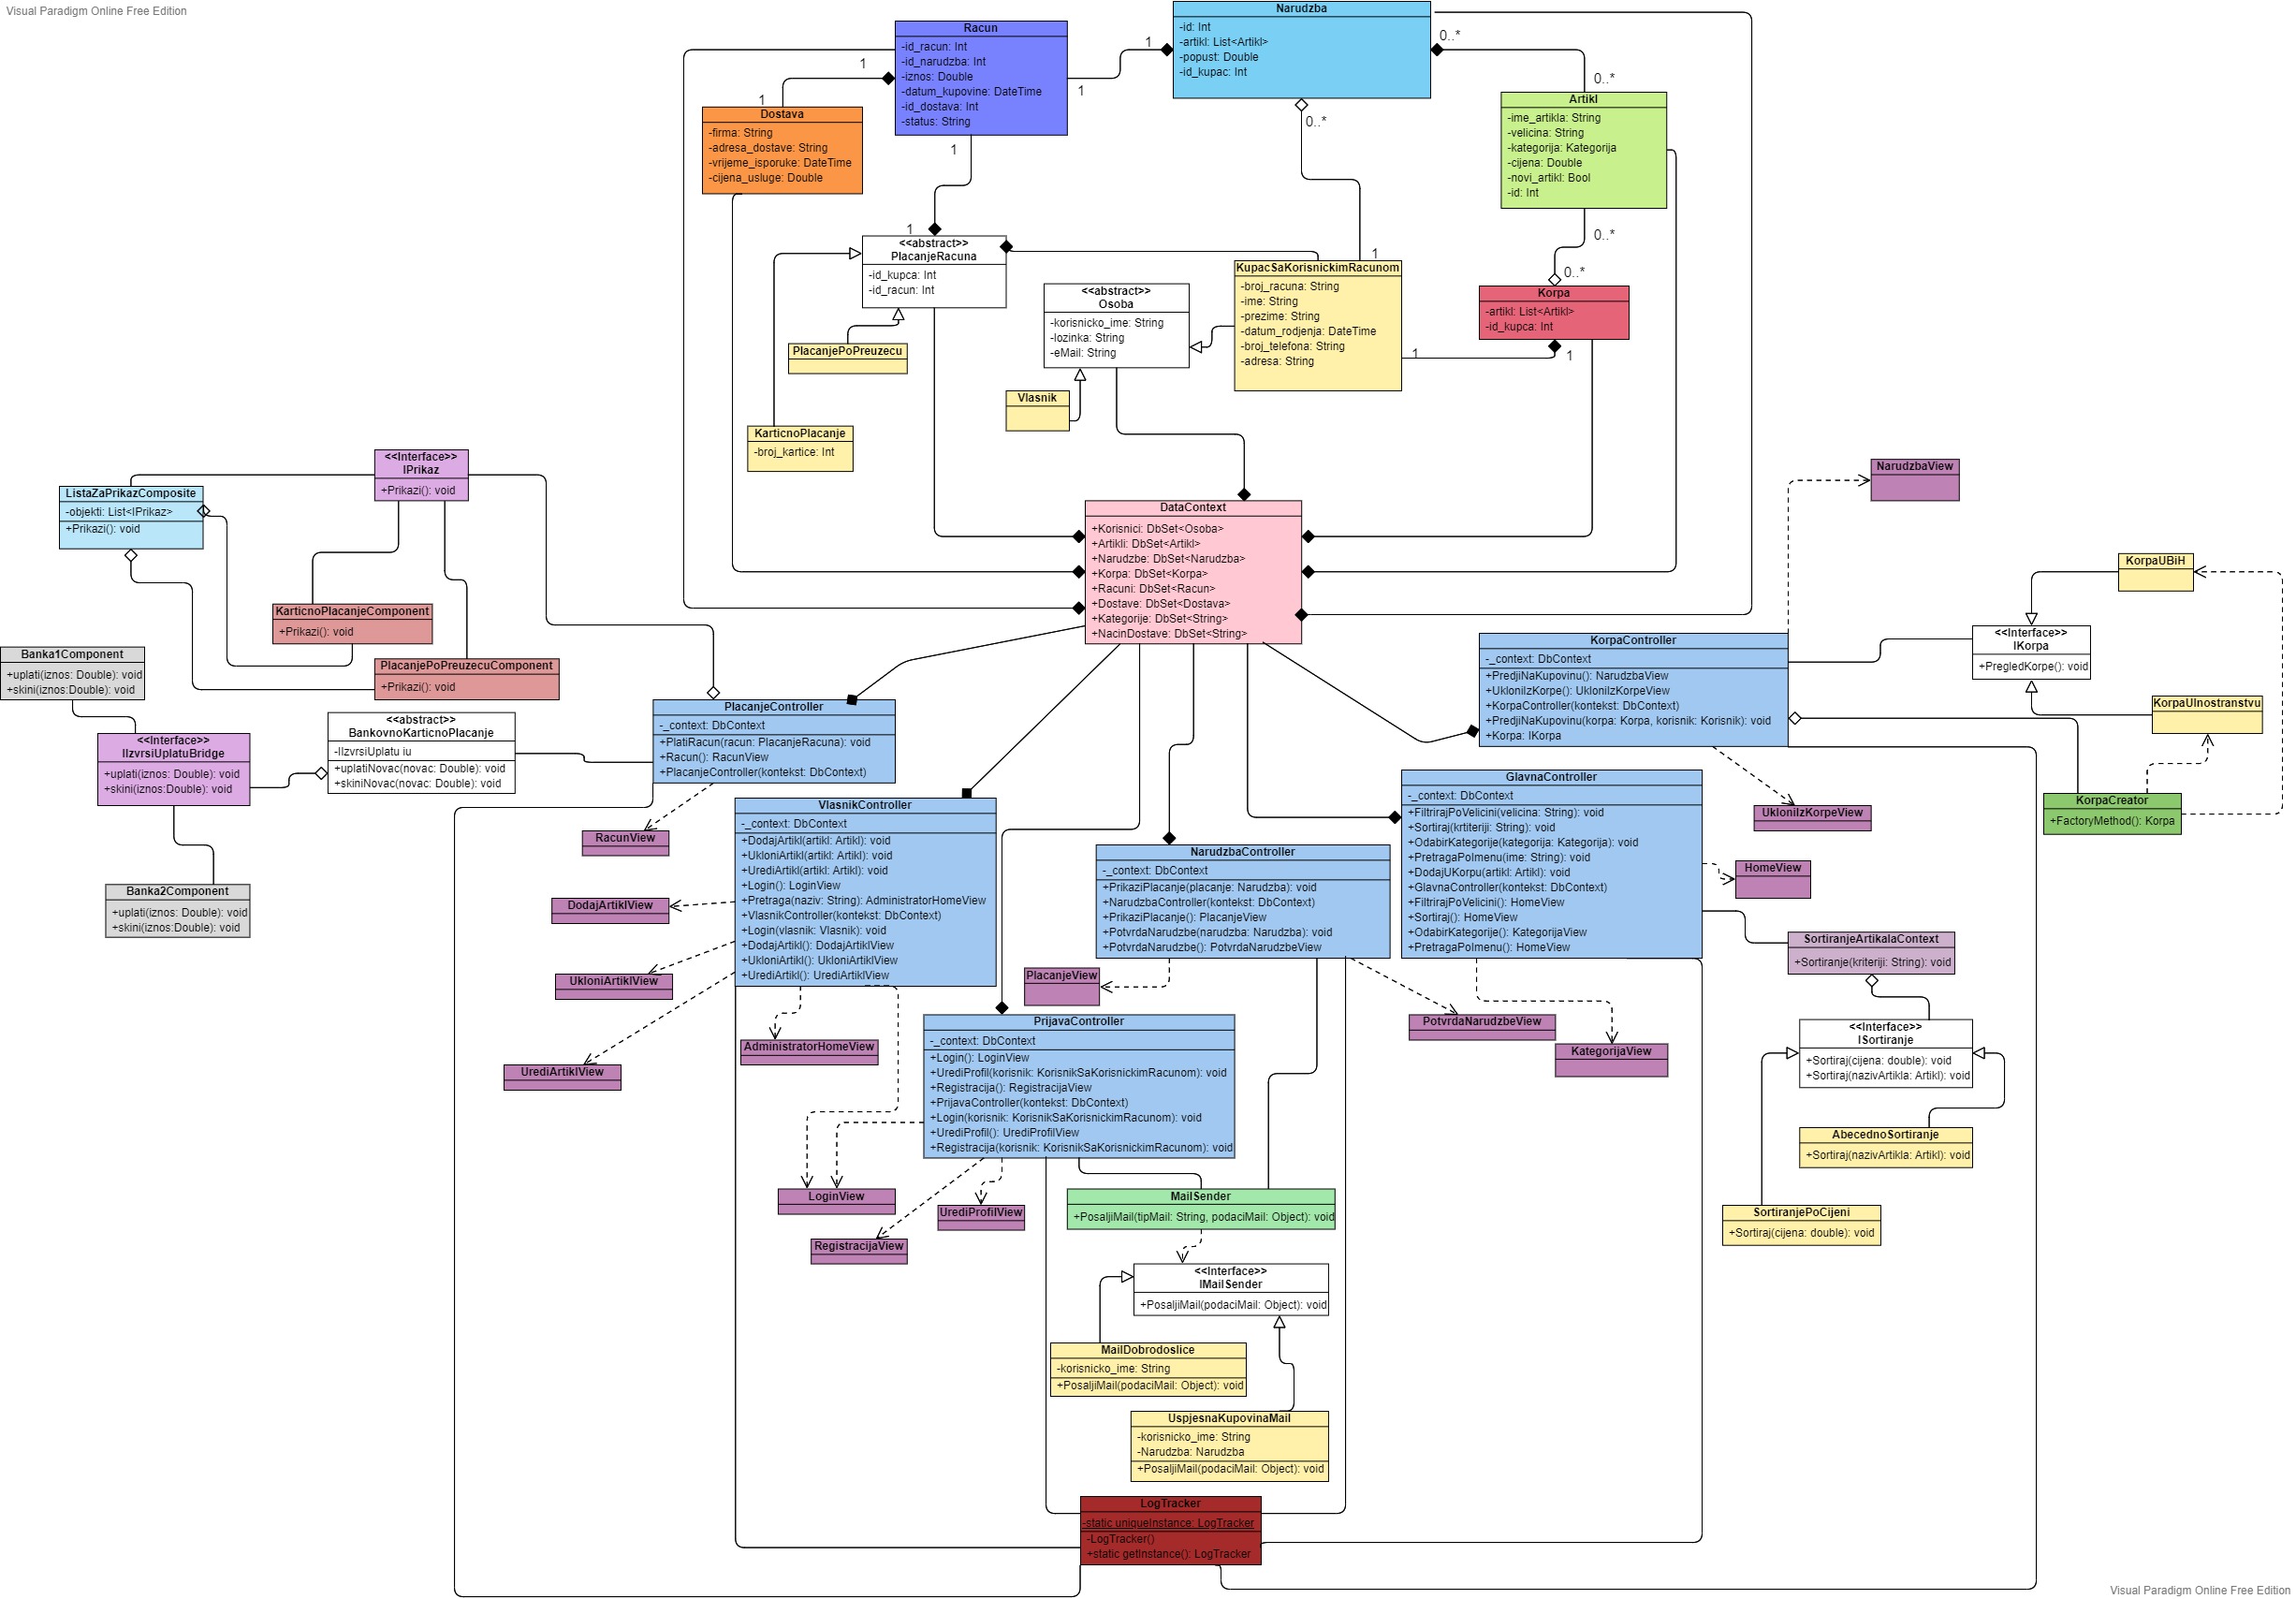 Visual Paradigm Online Free Edition
Narudzba
-id: Int
-artikl: List<Artikl>
-popust: Double
-id_kupac: Int
Racun
-id_racun: Int
-id_narudzba: Int
-iznos: Double
-datum_kupovine: DateTime
-id_dostava: Int
-status: String
1
1
1
1
0..*
0..*
Dostava
-firma: String
-adresa_dostave: String
-vrijeme_isporuke: DateTime
-cijena_usluge: Double
Artikl
-ime_artikla: String
-velicina: String
-kategorija: Kategorija
-cijena: Double
-novi_artikl: Bool
-id: Int
0..*
1
1
1
0..*
0..*
<<abstract>>
PlacanjeRacuna
-id_kupca: Int
-id_racun: Int
<<abstract>>
Osoba
-korisnicko_ime: String
-lozinka: String
-eMail: String
KupacSaKorisnickimRacunom
-broj_racuna: String
-ime: String
-prezime: String
-datum_rodjenja: DateTime
-broj_telefona: String
-adresa: String
Korpa
-artikl: List<Artikl>
-id_kupca: Int
1
1
PlacanjePoPreuzecu
Vlasnik
KarticnoPlacanje
-broj_kartice: Int
<<Interface>>
IPrikaz
+Prikazi(): void
ListaZaPrikazComposite
-objekti: List<IPrikaz>
+Prikazi(): void
NarudzbaView
DataContext
+Korisnici: DbSet<Osoba>
+Artikli: DbSet<Artikl>
+Narudzbe: DbSet<Narudzba>
+Korpa: DbSet<Korpa>
+Racuni: DbSet<Racun>
+Dostave: DbSet<Dostava>
+Kategorije: DbSet<String>
+NacinDostave: DbSet<String>
KorpaUBiH
KarticnoPlacanjeComponent
+Prikazi(): void
PlacanjePoPreuzecuComponent
+Prikazi(): void
Banka1Component
+uplati(iznos: Double): void
+skini(iznos:Double): void
KorpaController
-_context: DbContext
+PredjiNaKupovinu(): NarudzbaView
+UkloniIzKorpe(): UkloniIzKorpeView
+KorpaController(kontekst: DbContext)
+PredjiNaKupovinu(korpa: Korpa, korisnik: Korisnik): void
+Korpa: IKorpa
<<Interface>>
IKorpa
+PregledKorpe(): void
KorpaUInostranstvu
PlacanjeController
-_context: DbContext
+PlatiRacun(racun: PlacanjeRacuna): void
+Racun(): RacunView
+PlacanjeController(kontekst: DbContext)
<<abstract>>
BankovnoKarticnoPlacanje
-IIzvrsiUplatu iu
+uplatiNovac(novac: Double): void
+skiniNovac(novac: Double): void
<<Interface>>
IIzvrsiUplatuBridge
+uplati(iznos: Double): void
+skini(iznos:Double): void
Banka2Component
+uplati(iznos: Double): void
+skini(iznos:Double): void
RacunView
VlasnikController
-_context: DbContext
+DodajArtikl(artikl: Artikl): void
+UkloniArtikl(artikl: Artikl): void
+UrediArtikl(artikl: Artikl): void
+Login(): LoginView
+Pretraga(naziv: String): AdministratorHomeView
+VlasnikController(kontekst: DbContext)
+Login(vlasnik: Vlasnik): void
+DodajArtikl(): DodajArtiklView
+UkloniArtikl(): UkloniArtiklView
+UrediArtikl(): UrediArtiklView
GlavnaController
-_context: DbContext
+FiltrirajPoVelicini(velicina: String): void
+Sortiraj(krtiteriji: String): void
+OdabirKategorije(kategorija: Kategorija): void
+PretragaPoImenu(ime: String): void
+DodajUKorpu(artikl: Artikl): void
+GlavnaController(kontekst: DbContext)
+FiltrirajPoVelicini(): HomeView
+Sortiraj(): HomeView
+OdabirKategorije(): KategorijaView
+PretragaPoImenu(): HomeView
UkloniIzKorpeView
KorpaCreator
+FactoryMethod(): Korpa
HomeView
NarudzbaController
-_context: DbContext
+PrikaziPlacanje(placanje: Narudzba): void
+NarudzbaController(kontekst: DbContext)
+PrikaziPlacanje(): PlacanjeView
+PotvrdaNarudzbe(narudzba: Narudzba): void
+PotvrdaNarudzbe(): PotvrdaNarudzbeView
DodajArtiklView
UkloniArtiklView
UrediArtiklView
AdministratorHomeView
PlacanjeView
SortiranjeArtikalaContext
+Sortiranje(kriteriji: String): void
PotvrdaNarudzbeView
KategorijaView
PrijavaController
-_context: DbContext
+Login(): LoginView
+UrediProfil(korisnik: KorisnikSaKorisnickimRacunom): void
+Registracija(): RegistracijaView
+PrijavaController(kontekst: DbContext)
+Login(korisnik: KorisnikSaKorisnickimRacunom): void
+UrediProfil(): UrediProfilView
+Registracija(korisnik: KorisnikSaKorisnickimRacunom): void
<<Interface>>
ISortiranje
+Sortiraj(cijena: double): void
+Sortiraj(nazivArtikla: Artikl): void
AbecednoSortiranje
+Sortiraj(nazivArtikla: Artikl): void
SortiranjePoCijeni
+Sortiraj(cijena: double): void
LoginView
UrediProfilView
RegistracijaView
MailSender
+PosaljiMail(tipMail: String, podaciMail: Object): void
<<Interface>>
IMailSender
+PosaljiMail(podaciMail: Object): void
MailDobrodoslice
-korisnicko_ime: String
+PosaljiMail(podaciMail: Object): void
UspjesnaKupovinaMail
-korisnicko_ime: String
-Narudzba: Narudzba
+PosaljiMail(podaciMail: Object): void
LogTracker
-static uniqueInstance: LogTracker
-LogTracker()
+static getInstance(): LogTracker
Visual Paradigm Online Free Edition